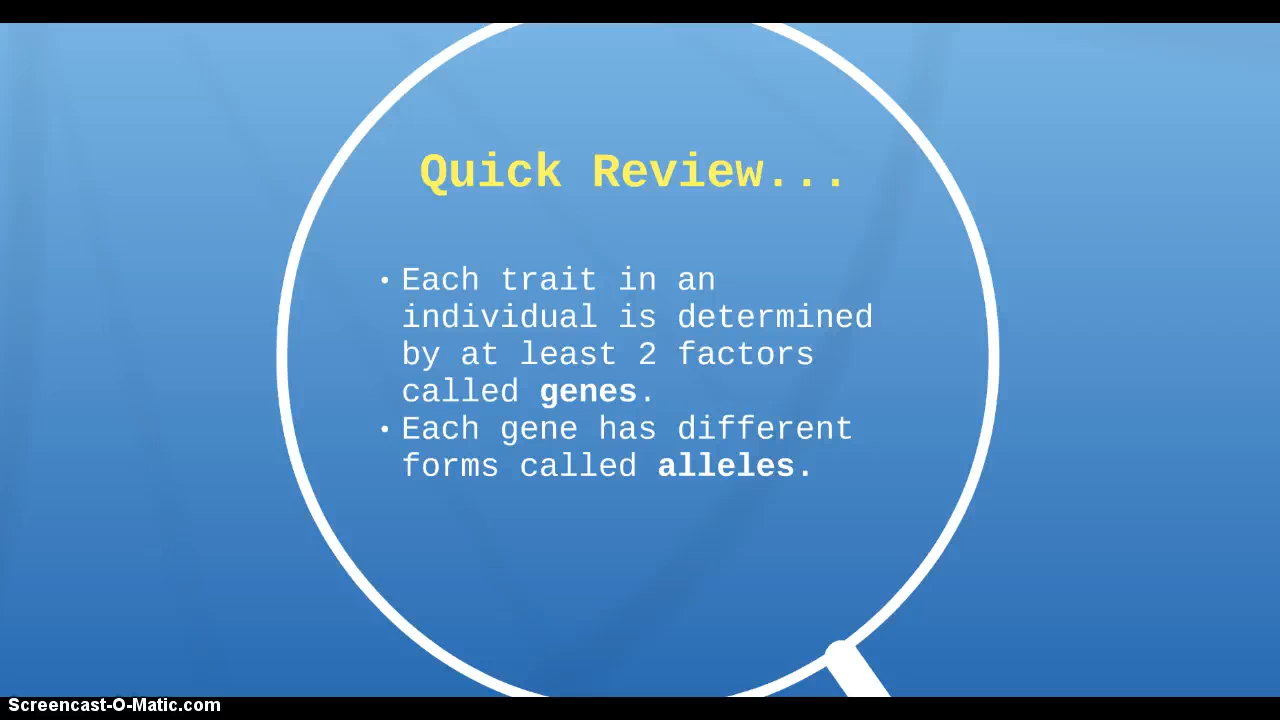 Quick Review...
• Each trait in an
individual is determined
by at least 2 factors
called genes.
• Each gene has different
forms called alleles.
Screencast-O-Matic.com